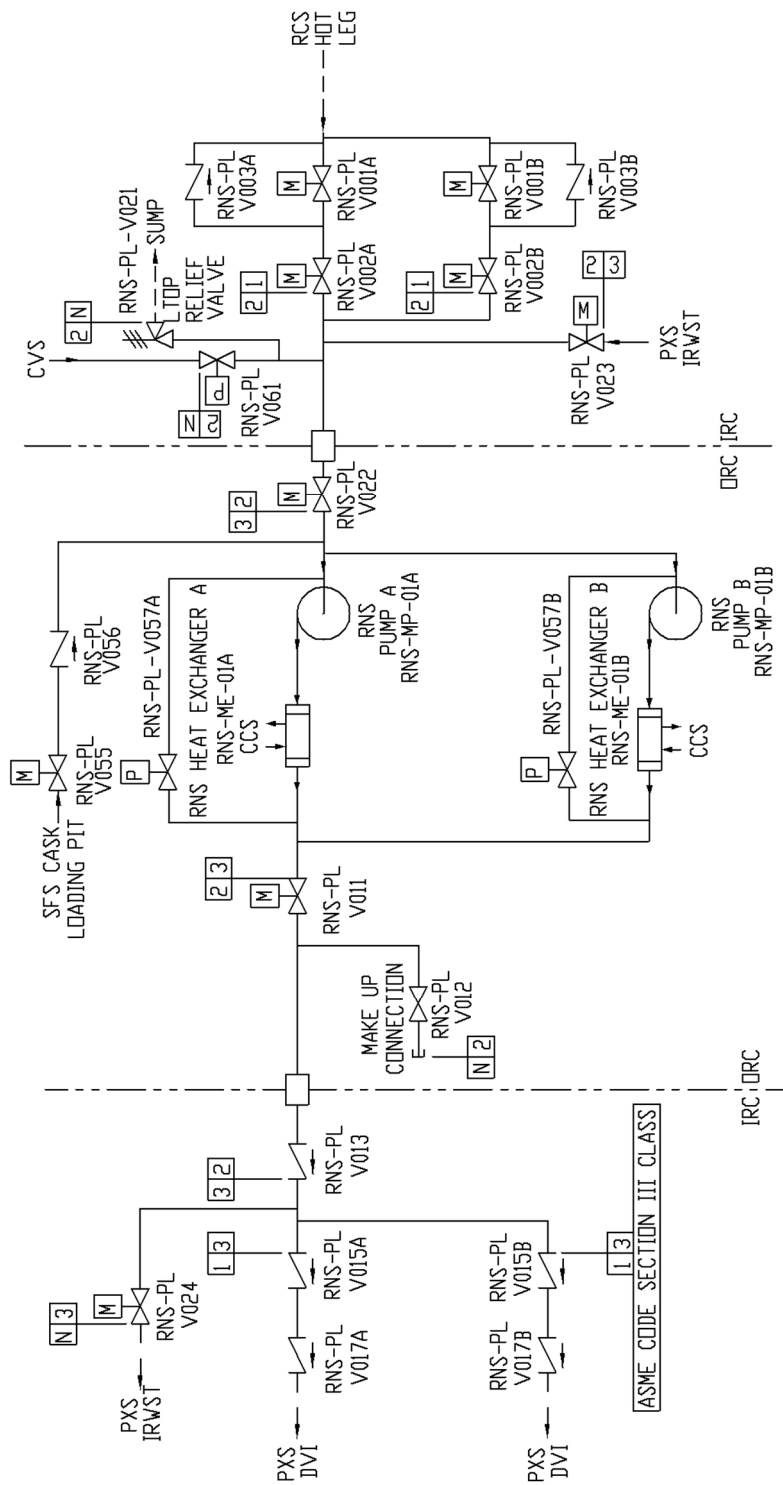 N 3
M
RNS-PL
V024
PXS
IRWST
3 2
RNS-PL
V013
1 3
RNS-PL
V015A
RNS-PL
V017A
PXS
DVI
RNS-PL
V015B
RNS-PL
V017B
PXS
DVI
1 3
ASME CODE SECTION III CLASS
IRC
ORC
MAKE UP
CONNECTION
RNS-PL
V012
N 2
2 3
M
RNS-PL
V011
SFS CASK
LOADING PIT
M
RNS-PL
V055
RNS-PL
V056
P
RNS-PL-V057A
RNS HEAT EXCHANGER A
RNS-ME-01A
CCS
RNS
PUMP A
RNS-MP-01A
P
RNS-PL-V057B
RNS HEAT EXCHANGER B
RNS-ME-01B
CCS
RNS
PUMP B
RNS-MP-01B
3 2
M
RNS-PL
V022
ORC
IRC
CVS
N 2
P
RNS-PL
V061
2 N
RNS-PL-V021
SUMP
LTOP
RELIEF
VALVE
2 1
M
RNS-PL
V002A
M
RNS-PL
V001A
RNS-PL
V003A
2 1
M
RNS-PL
V002B
M
RNS-PL
V001B
RNS-PL
V003B
M
2 3
RNS-PL
V023
PXS
IRWST
RCS
HOT
LEG